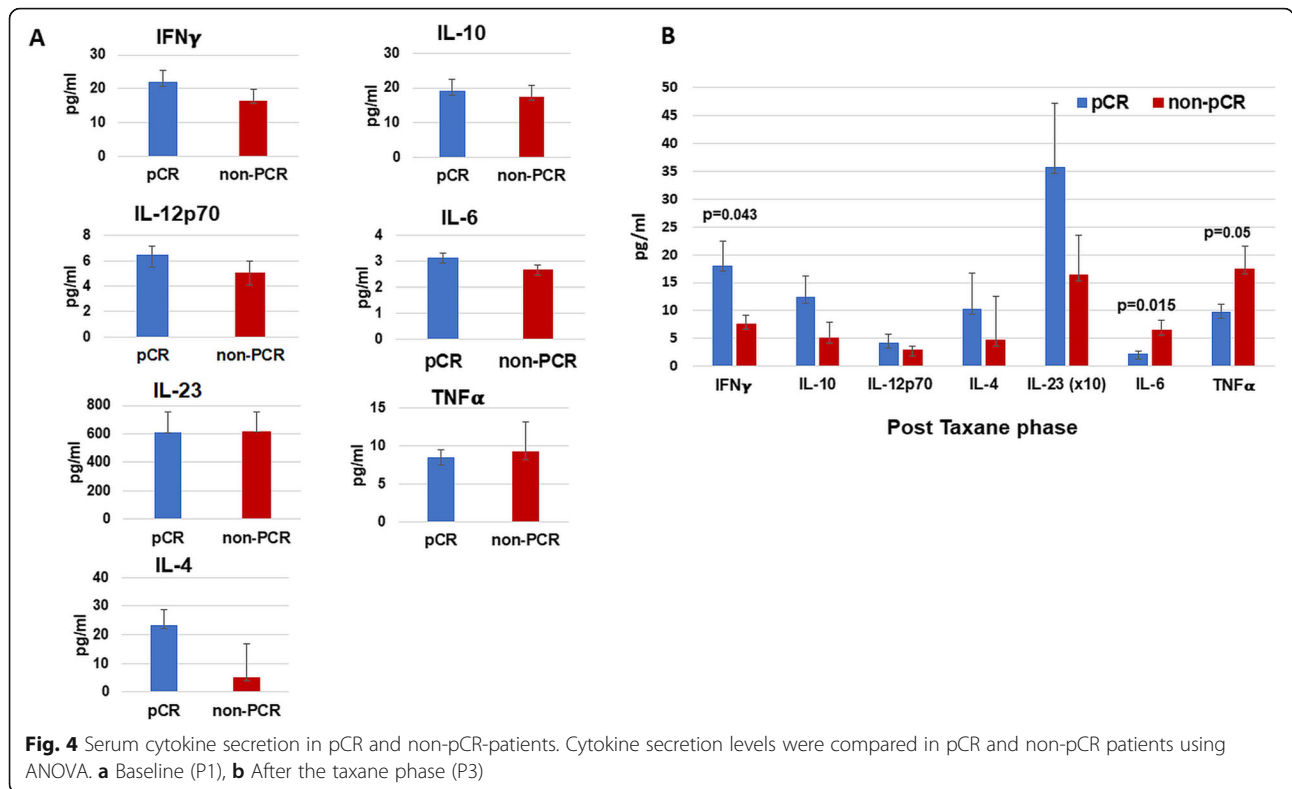 A
IFNγ
pg/ml
30
20
10
0
pCR non-PCR
IL-10
pg/ml
30
20
10
0
pCR non-PCR
IL-12p70
pg/ml
8
6
4
2
0
pCR non-PCR
IL-6
pg/ml
4
3
2
1
0
pCR non-PCR
IL-23
pg/ml
800
600
400
200
0
pCR non-PCR
TNFα
pg/ml
15
10
5
0
pCR non-PCR
IL-4
pg/ml
40
30
20
10
0
pCR non-PCR
B
pCR non-pCR
pg/ml
50
45
40
35
30
25
20
15
10
5
0
p=0.043
p=0.015
p=0.05
IFNγ IL-10 IL-12p70 IL-4 IL-23 (x10) IL-6 TNFα
Post Taxane phase
Fig. 4 Serum cytokine secretion in pCR and non-pCR-patients. Cytokine secretion levels were compared in pCR and non-pCR patients using
ANOVA. a Baseline (P1), b After the taxane phase (P3)